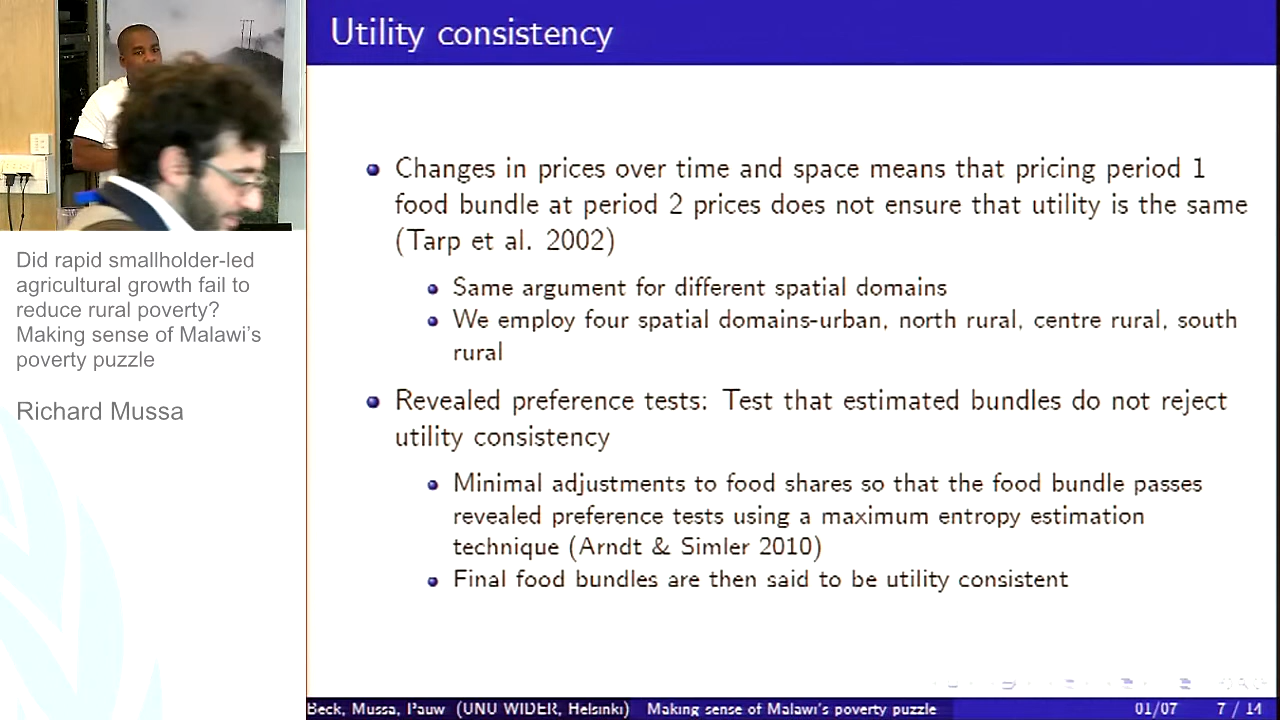 Utility consistency
Changes in prices over time and space means that pricing period 1
food bundle at period 2 prices does not ensure that utility is the same
(Tarp et al. 2002)
Same argument for different spatial domains
We employ four spatial domains-urban, north rural, centre rural, south
rural
Revealed preference tests: Test that estimated bundles do not reject
utility consistency
Minimal adjustments to food shares so that the food bundle passes
revealed preference tests using a maximum entropy estimation
technique (Arndt & Simler 2010)
Final food bundles are then said to be utility consistent
Did rapid smallholder-led
agricultural growth fail to
reduce rural poverty?
Making sense of Malawi's
poverty puzzle
Richard Mussa
Beck, Mussa, Pauw (UNU WIDER, Helsinki) Making sense of Malawi's poverty puzzle 01/07 7 / 14